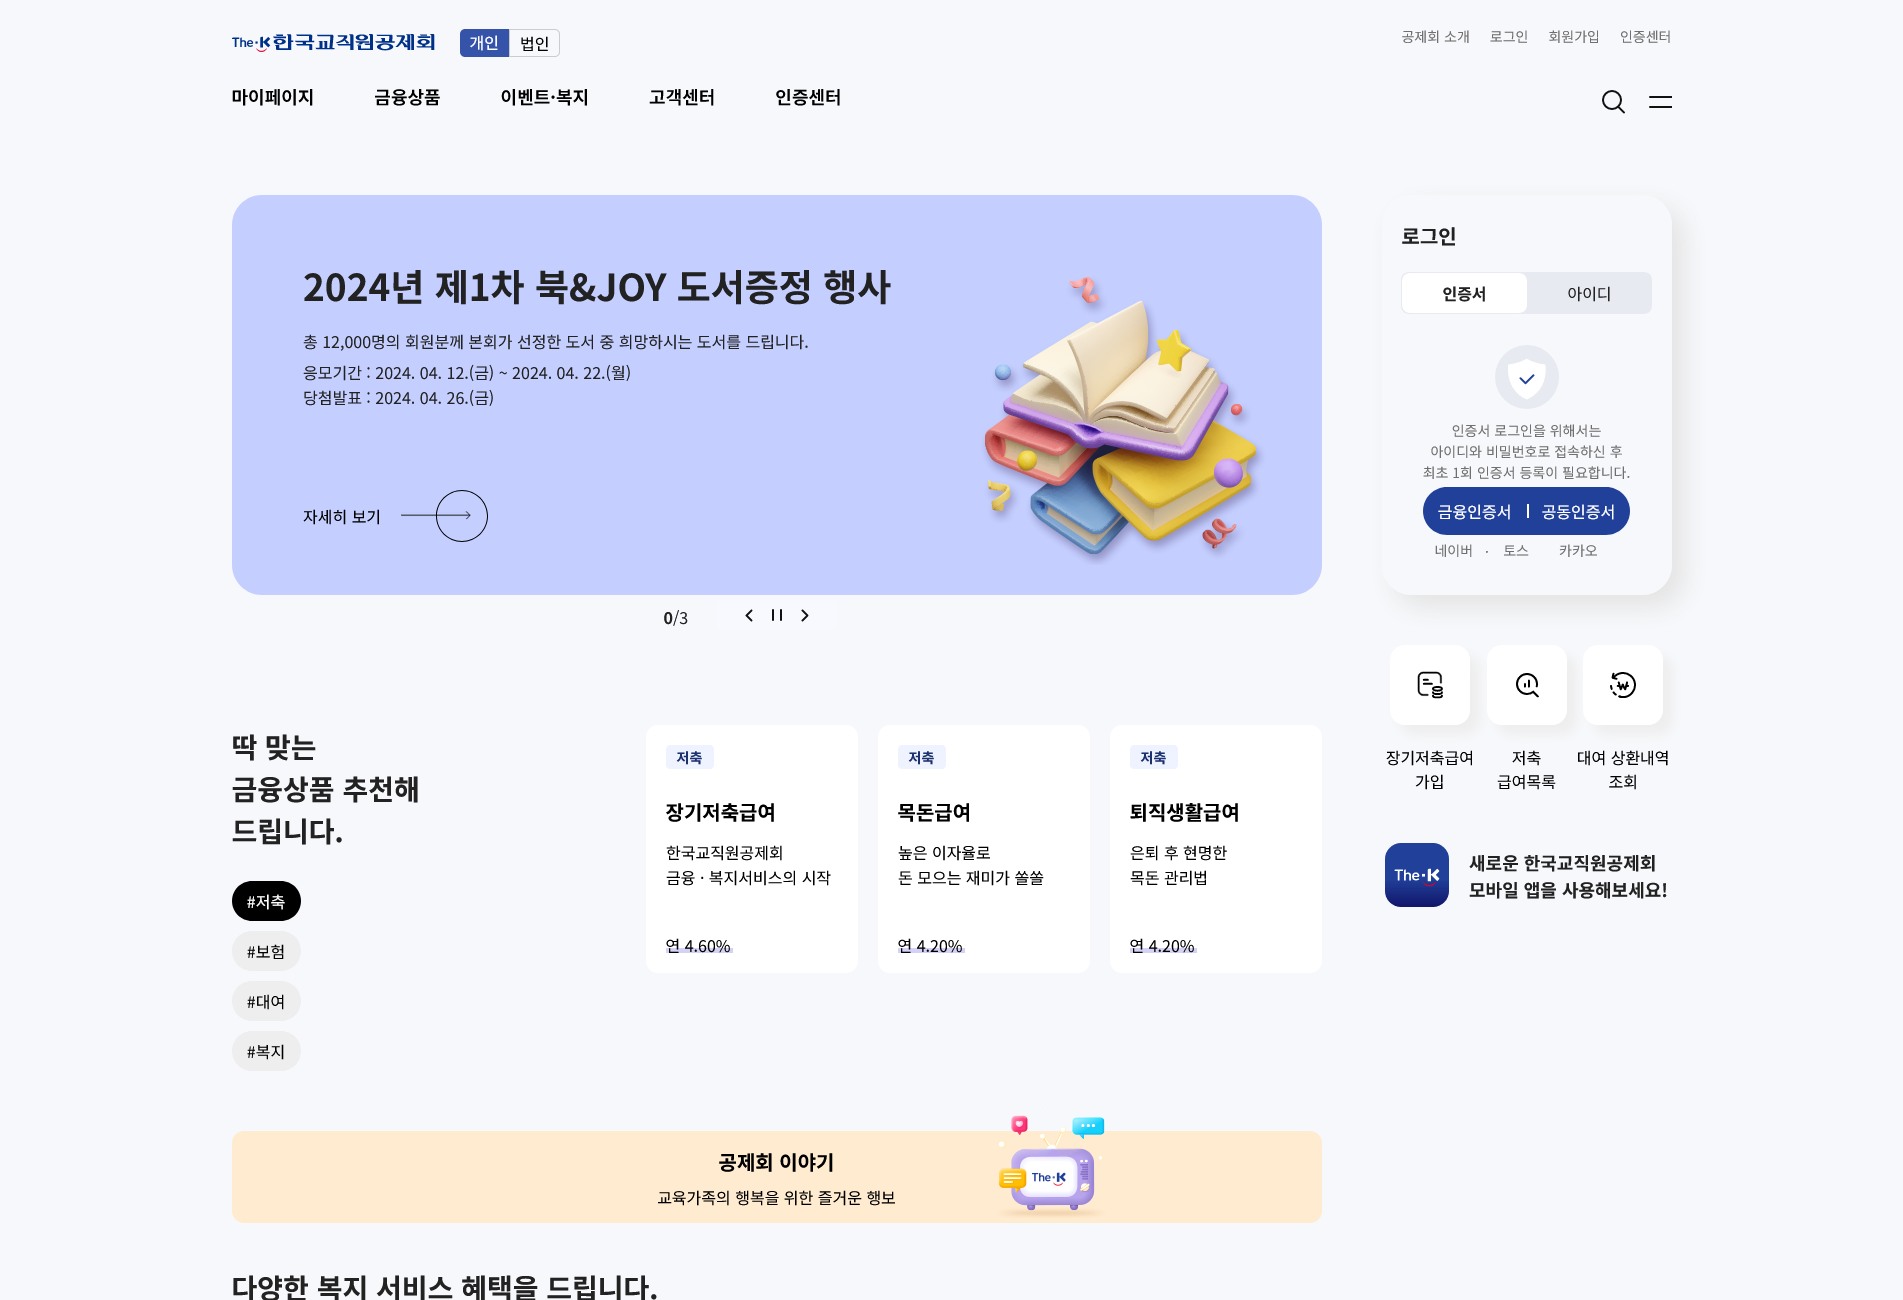 The·K한국교직원공제회
개인
법인
공제회 소개
로그인
회원가입
인증센터
마이페이지
금융상품
이벤트·복지
고객센터
인증센터
2024년 제1차 북&JOY 도서증정 행사
총 12,000명의 회원분께 본회가 선정한 도서 중 희망하시는 도서를 드립니다.
응모기간 : 2024. 04. 12.(금) ~ 2024. 04. 22.(월)
당첨발표 : 2024. 04. 26.(금)
자세히 보기
0/3
로그인
인증서
아이디
인증서 로그인을 위해서는
아이디와 비밀번호로 접속하신 후
최초 1회 인증서 등록이 필요합니다.
금융인증서
공동인증서
네이버 · 토스 카카오
장기저축급여
가입
저축
급여목록
대여 상환내역
조회
The·K
새로운 한국교직원공제회
모바일 앱을 사용해보세요!
딱 맞는
금융상품 추천해
드립니다.
#저축
#보험
#대여
#복지
저축
장기저축급여
한국교직원공제회
금융 · 복지서비스의 시작
연 4.60%
저축
목돈급여
높은 이자율로
돈 모으는 재미가 쏠쏠
연 4.20%
저축
퇴직생활급여
은퇴 후 현명한
목돈 관리법
연 4.20%
공제회 이야기
교육가족의 행복을 위한 즐거운 행보
The·K
다양한 복지 서비스 혜택을 드립니다.